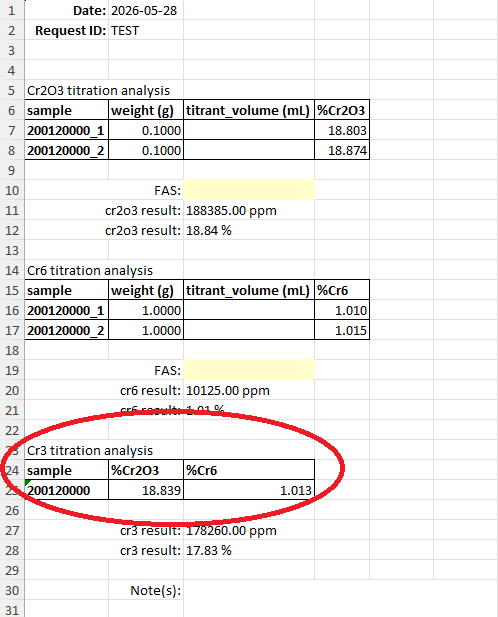 1 Date: 2026-05-28
2 Request ID: TEST
3
4
5 Cr2O3 titration analysis
6 sample weight (g) titrant_volume (mL) %Cr2O3
7 200120000_1 0.1000 18.803
8 200120000_2 0.1000 18.874
9
10 FAS:
11 cr2o3 result: 188385.00 ppm
12 cr2o3 result: 18.84 %
13
14 Cr6 titration analysis
15 sample weight (g) titrant_volume (mL) %Cr6
16 200120000_1 1.0000 1.010
17 200120000_2 1.0000 1.015
18
19 FAS:
20 cr6 result: 10125.00 ppm
21 cr6 result: 1.01 %
22
23 Cr3 titration analysis
24 sample %Cr2O3 %Cr6
25 200120000 18.839 1.013
26
27 cr3 result: 178260.00 ppm
28 cr3 result: 17.83 %
29
30 Note(s):
31